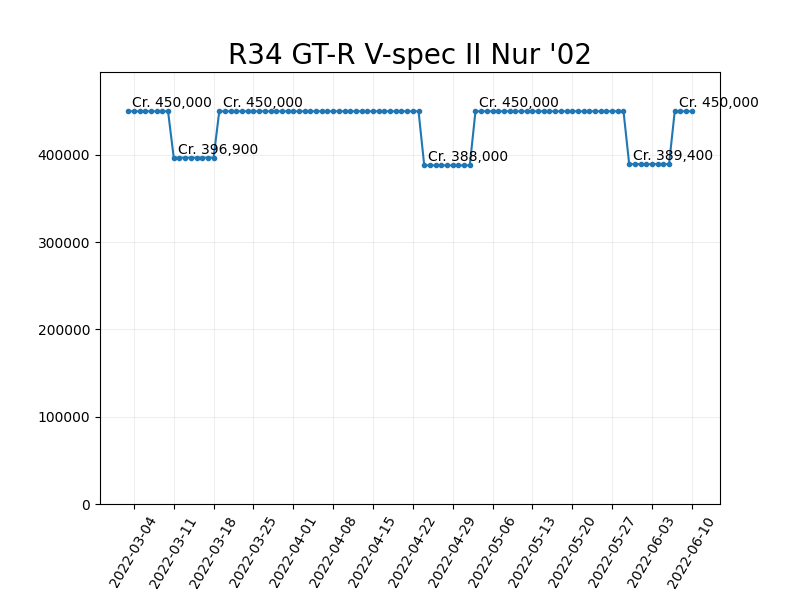 R34 GT-R V-spec II Nur '02
Cr. 450,000
Cr. 450,000
Cr. 450,000
Cr. 450,000
Cr. 396,900
Cr. 388,000
Cr. 389,400
400000
300000
200000
100000
0
2022-03-04
2022-03-11
2022-03-18
2022-03-25
2022-04-01
2022-04-08
2022-04-15
2022-04-22
2022-04-29
2022-05-06
2022-05-13
2022-05-20
2022-05-27
2022-06-03
2022-06-10